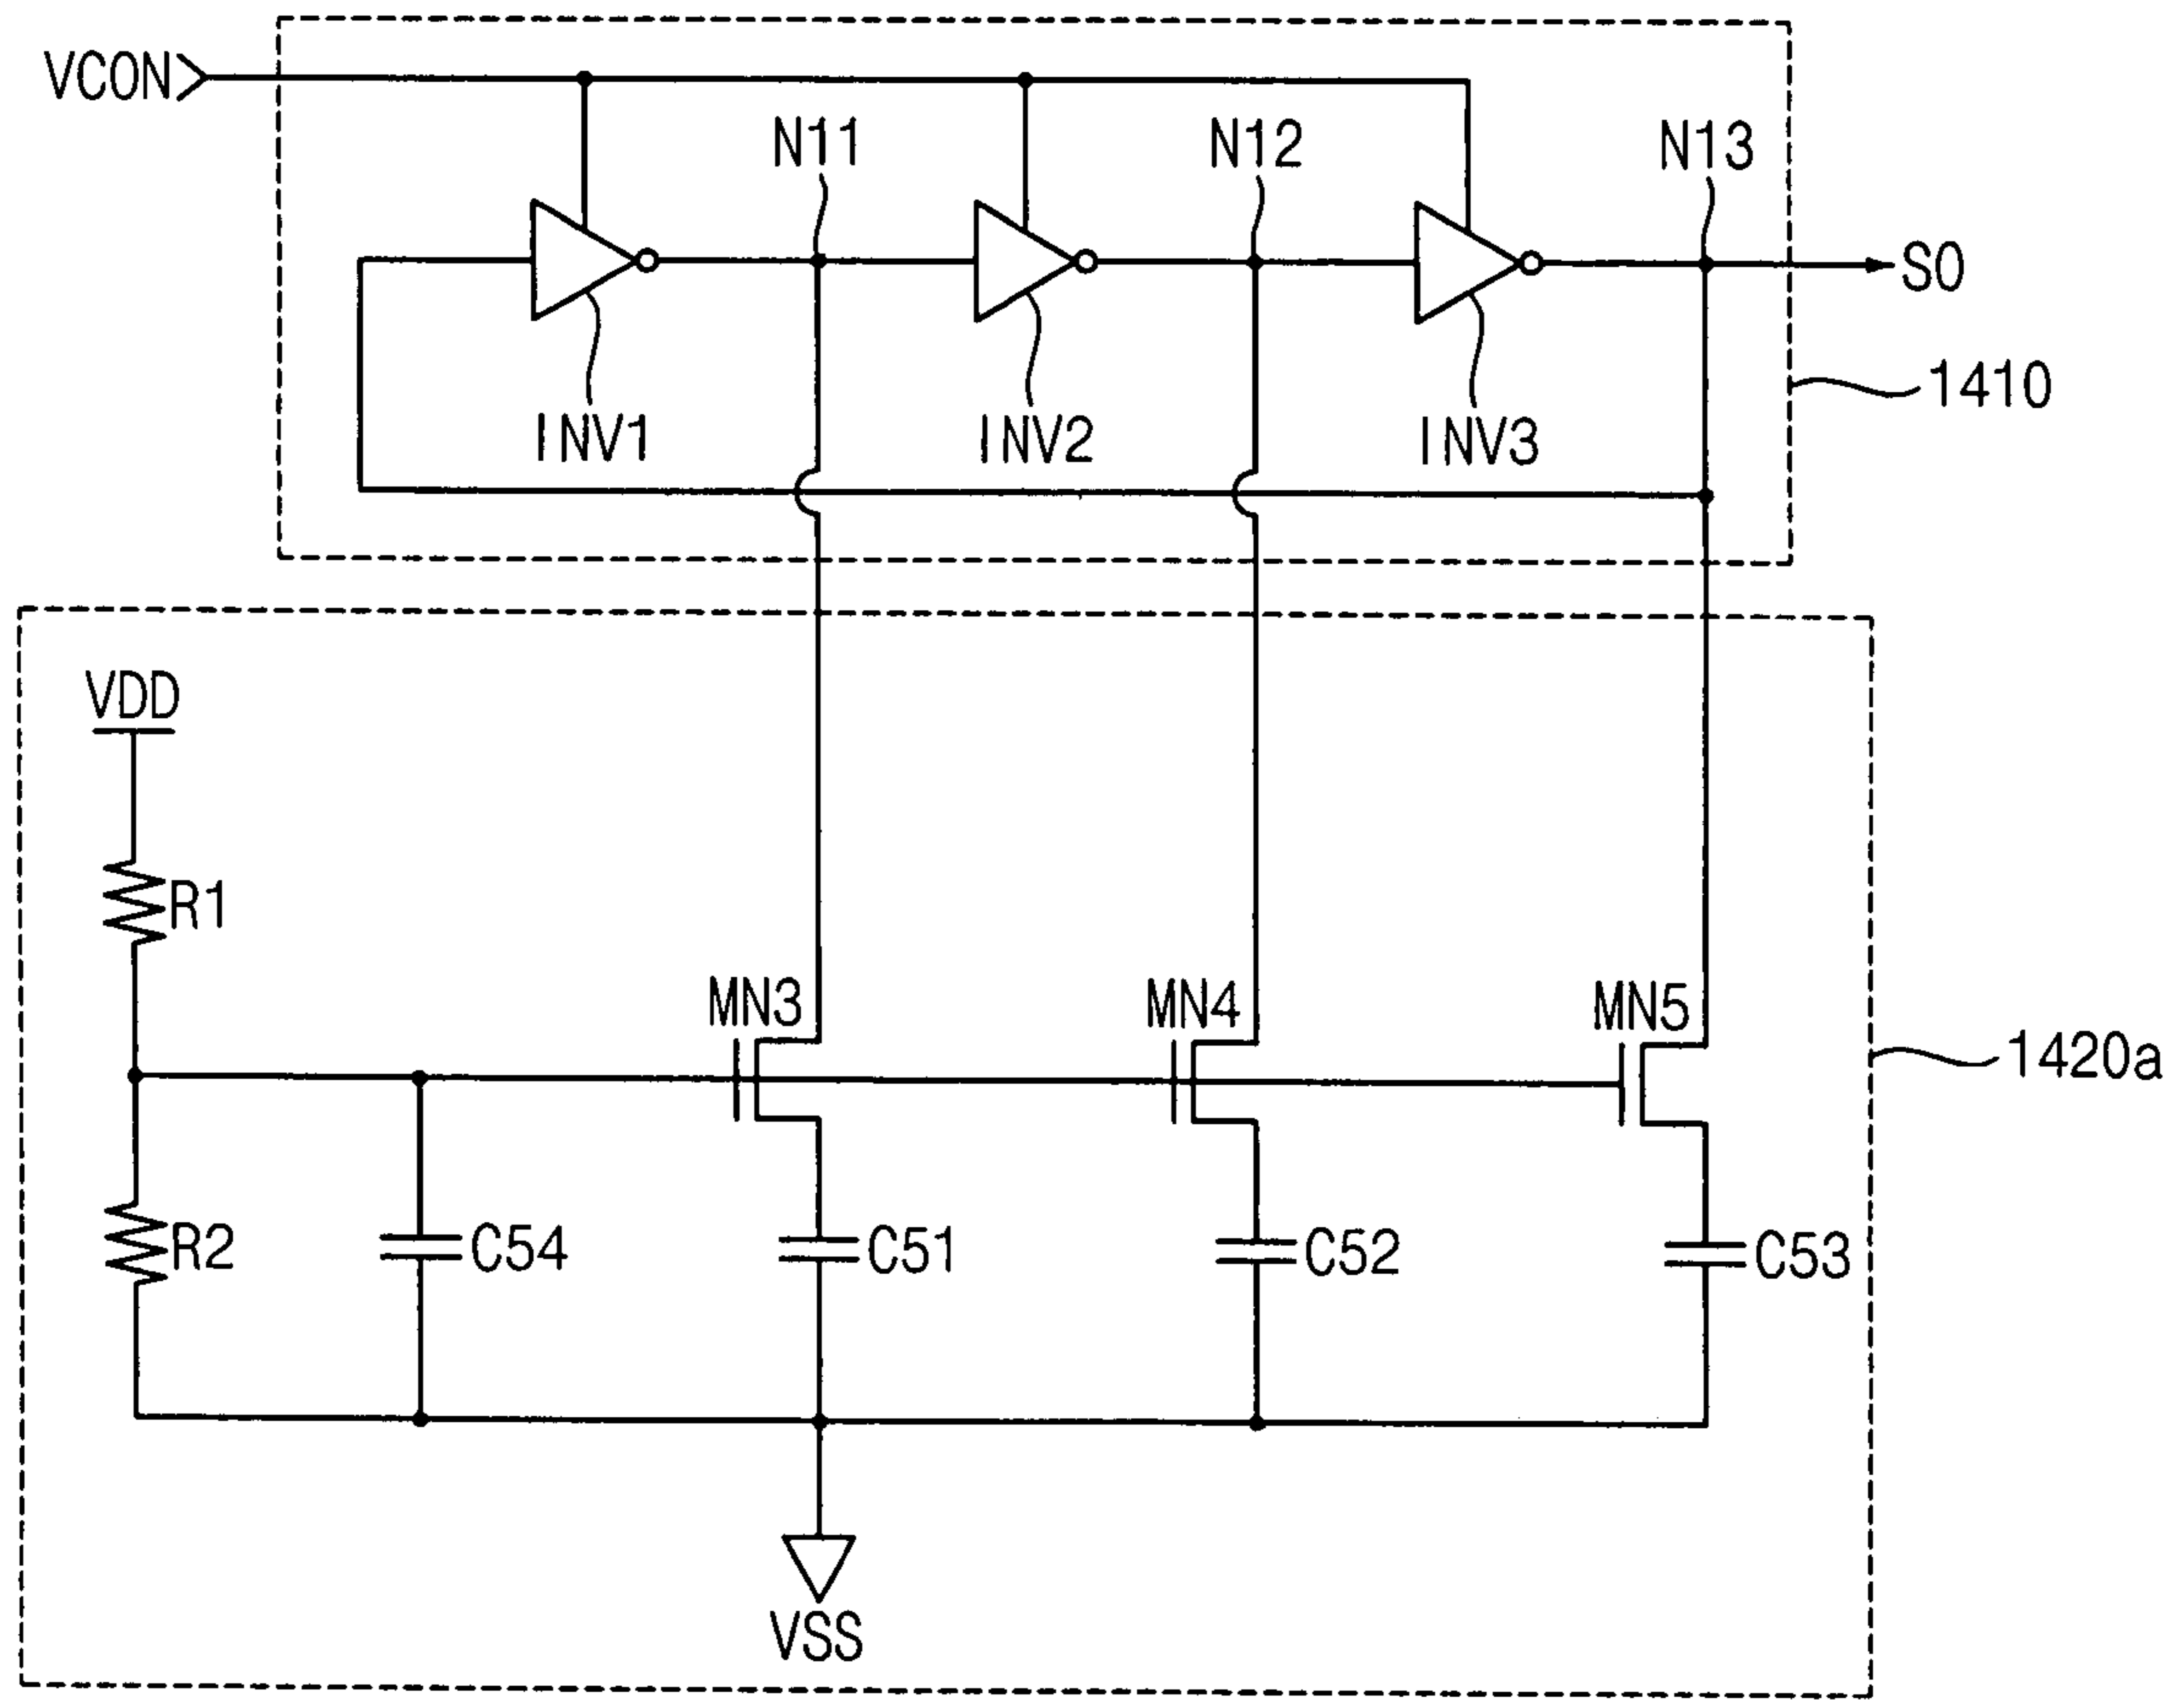 VCON
N11
N12
N13
SO
1410
INV1
INV2
INV3
VDD
R1
MN3
MN4
MN5
1420a
R2
C54
C51
C52
C53
VSS